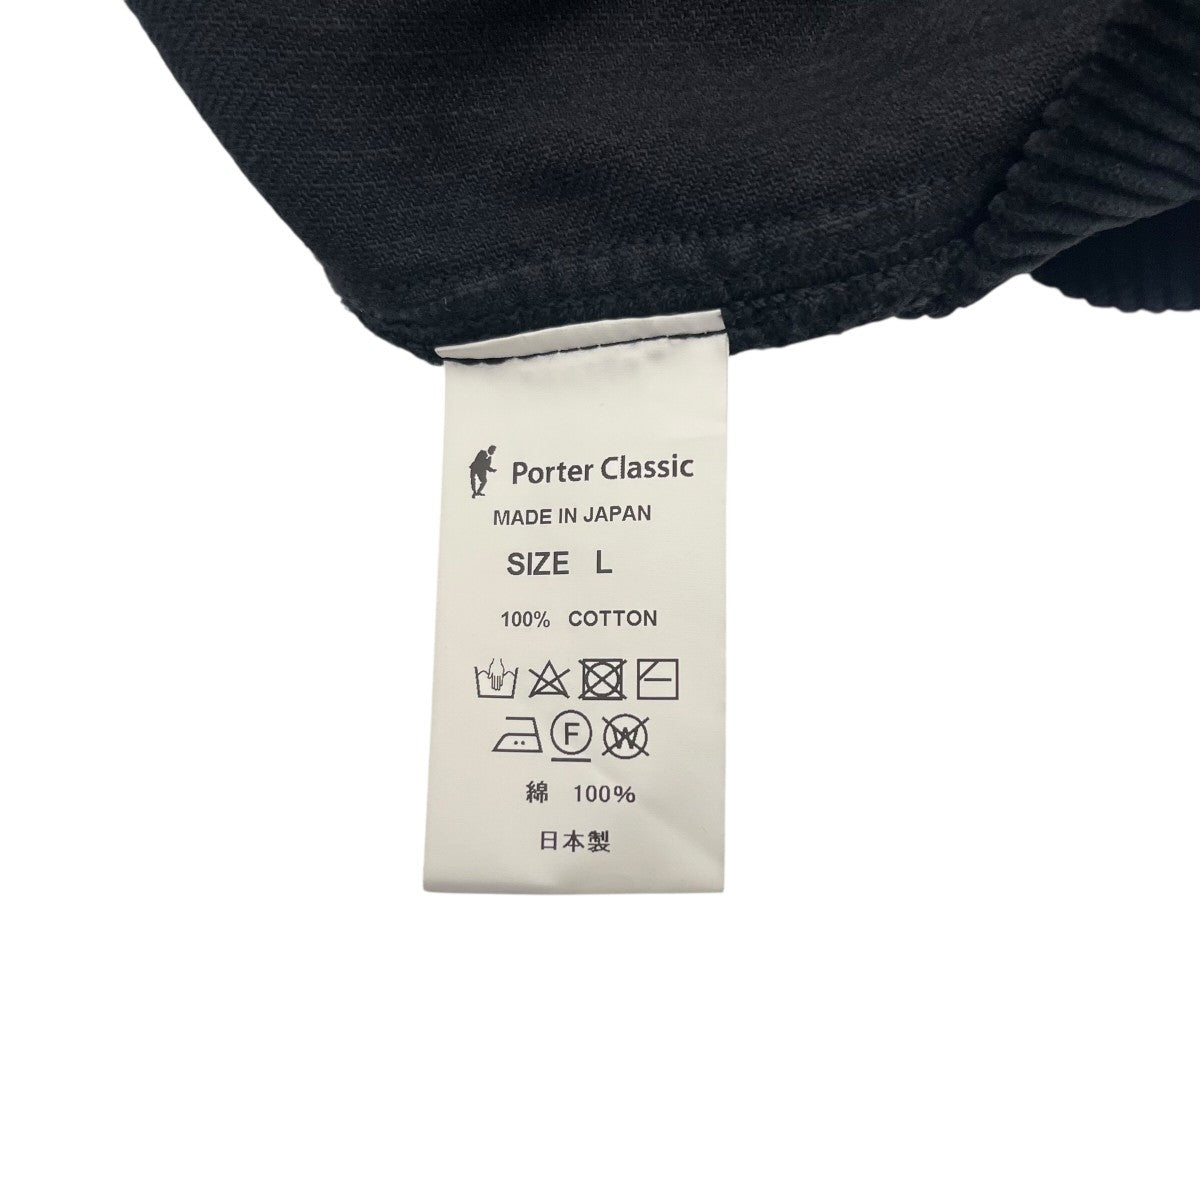 Porter Classic
MADE IN JAPAN
SIZE L
100% COTTON
F W
綿 100%
日本製